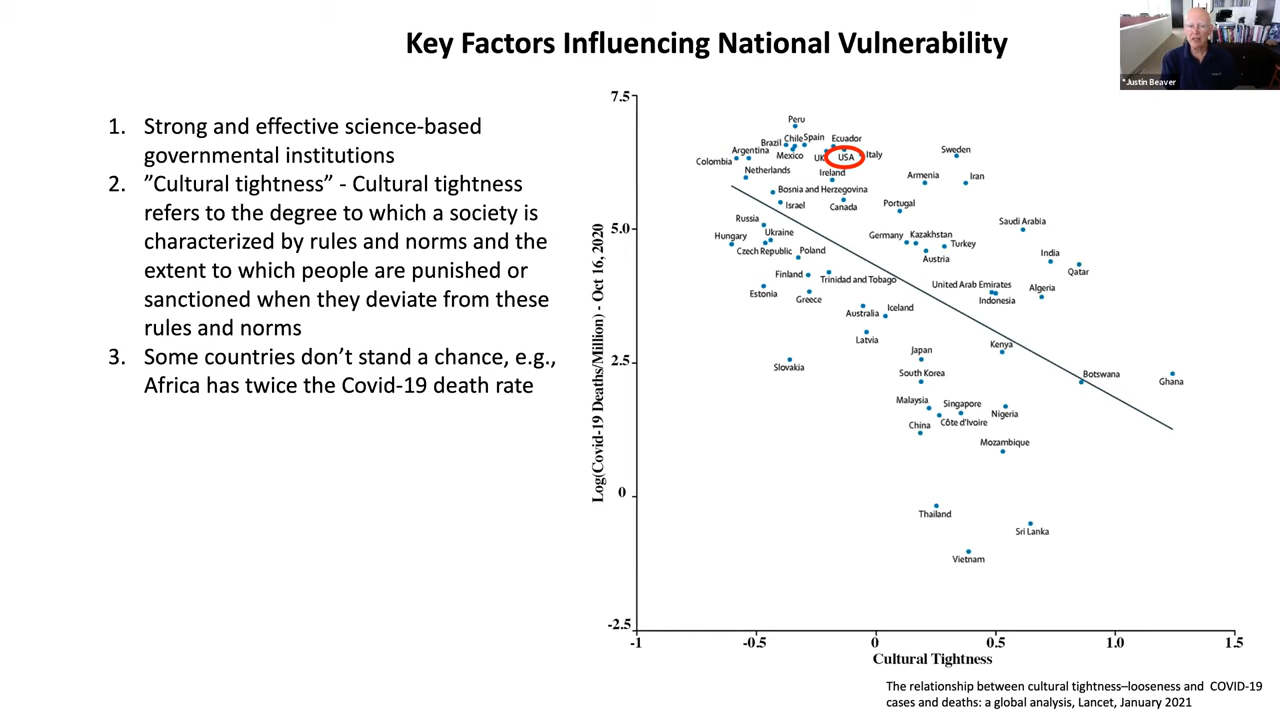 Key Factors Influencing National Vulnerability
*Justin Beaver
1. Strong and effective science-based
governmental institutions
2. ”Cultural tightness” - Cultural tightness
refers to the degree to which a society is
characterized by rules and norms and the
extent to which people are punished or
sanctioned when they deviate from these
rules and norms
3. Some countries don’t stand a chance, e.g.,
Africa has twice the Covid-19 death rate
Log(Covid-19 Deaths/Million) - Oct 16, 2020
7.5
5.0
2.5
0
-2.5
Peru
Brazil
Chile
Spain
Ecuador
Argentina
Colombia
Mexico
UK
USA
Italy
Sweden
Netherlands
Ireland
Armenia
Iran
Bosnia and Herzegovina
Israel
Canada
Portugal
Russia
Saudi Arabia
Hungary
Ukraine
Germany
Kazakhstan
Turkey
Czech Republic
Poland
Austria
India
Qatar
Finland
Trinidad and Tobago
Estonia
Greece
United Arab Emirates
Indonesia
Algeria
Australia
Iceland
Latvia
Japan
Kenya
Slovakia
South Korea
Botswana
Ghana
Malaysia
Singapore
Nigeria
China
Côte d'Ivoire
Mozambique
Thailand
Sri Lanka
Vietnam
-1
-0.5
0
0.5
1.0
1.5
Cultural Tightness
The relationship between cultural tightness–looseness and COVID-19
cases and deaths: a global analysis, Lancet, January 2021